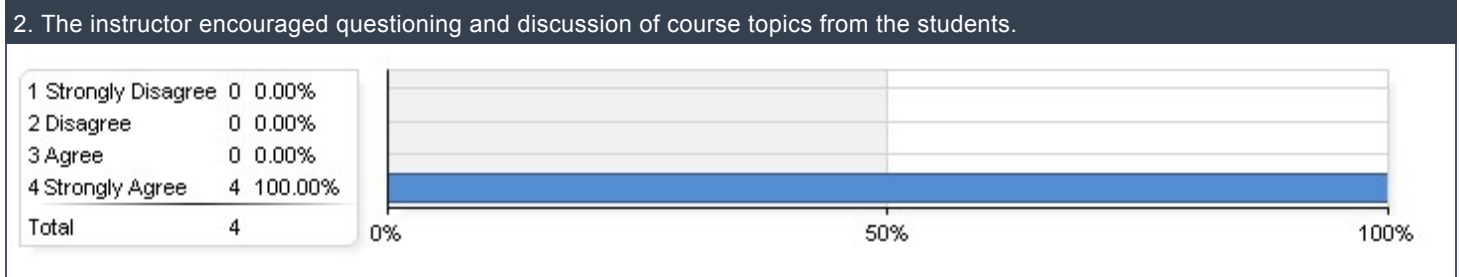 2. The instructor encouraged questioning and discussion of course topics from the students.
1 Strongly Disagree 0 0.00%
2 Disagree 0 0.00%
3 Agree 0 0.00%
4 Strongly Agree 4 100.00%
Total 4
0% 50% 100%